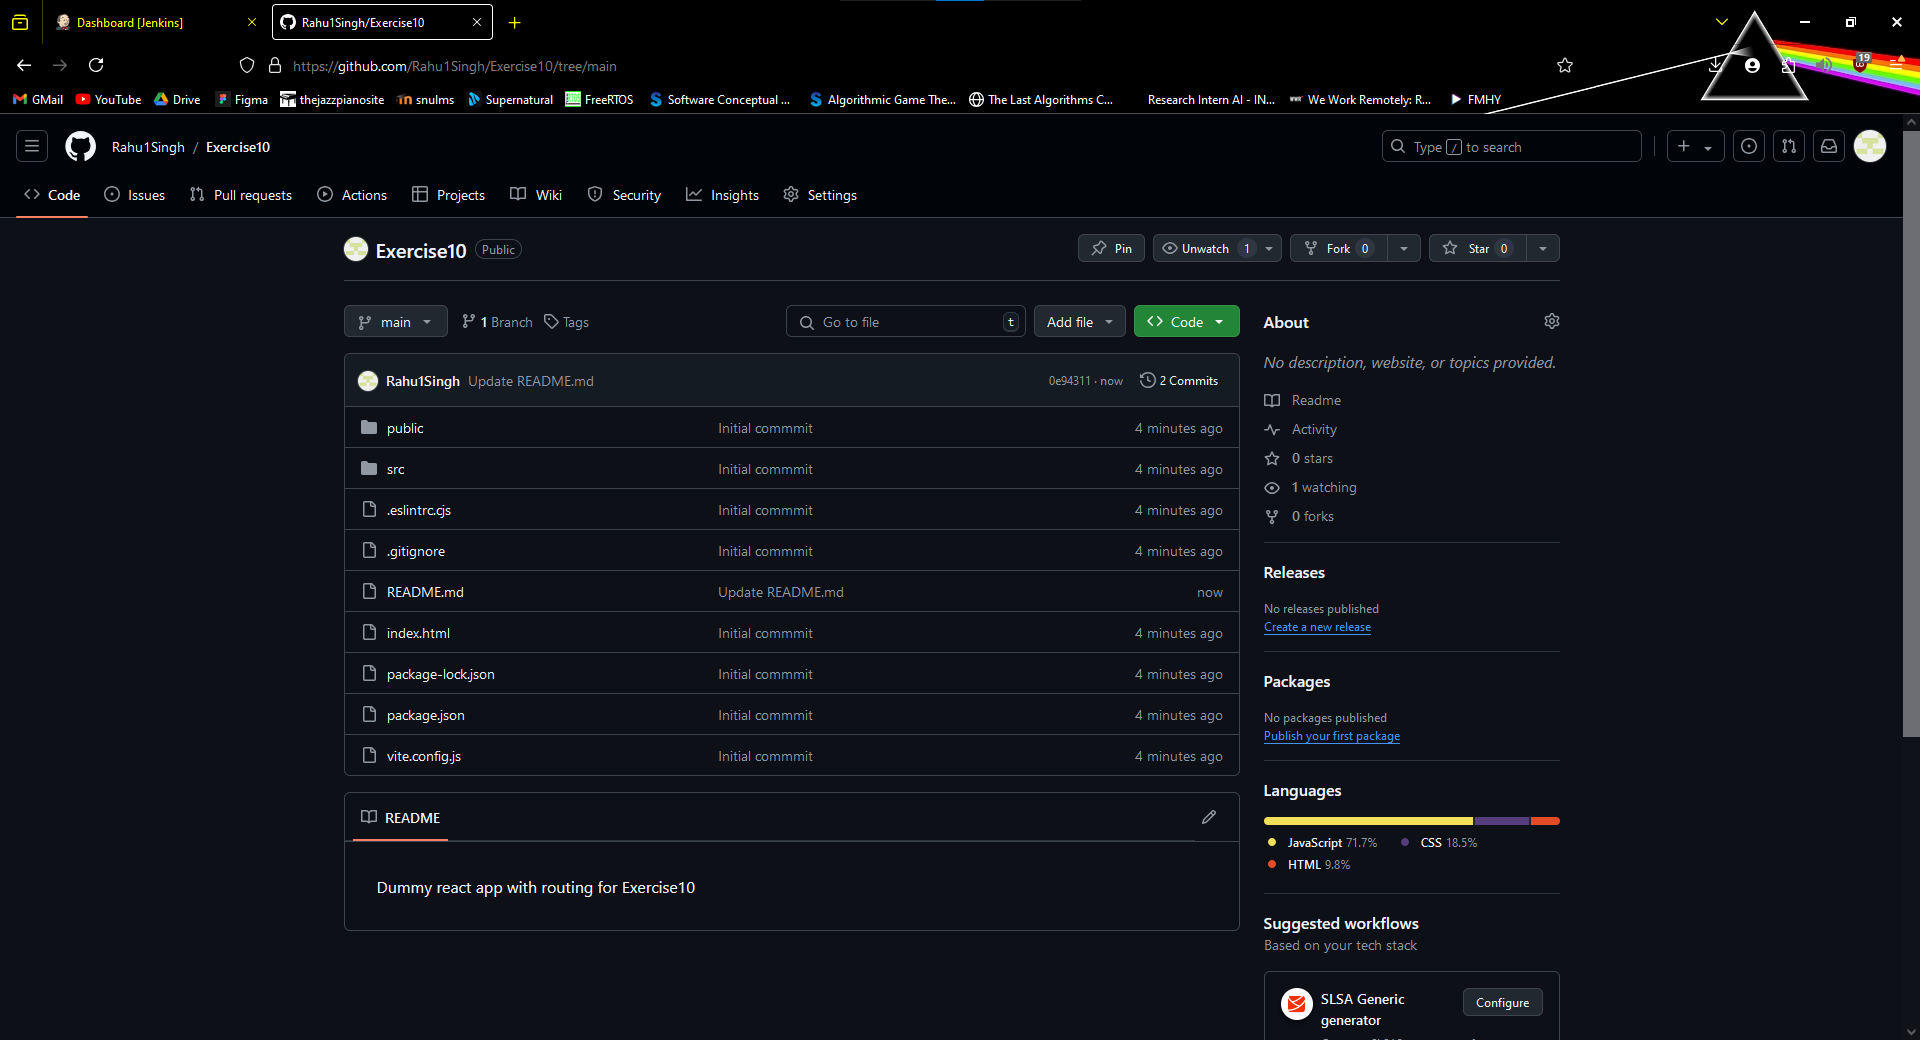 Dashboard [Jenkins]
Rahu1Singh/Exercise10
https://github.com/Rahu1Singh/Exercise10/tree/main
19
GMail YouTube Drive Figma thejazzpianosite snulms Supernatural FreeRTOS Software Conceptual ... Algorithmic Game The... The Last Algorithms C... Research Intern AI - IN... We Work Remotely: R... FMHY
Rahu1Singh / Exercise10
Type / to search
Code Issues Pull requests Actions Projects Wiki Security Insights Settings
Exercise10 Public
Pin Unwatch 1 Fork 0 Star 0
main 1 Branch Tags Go to file t Add file Code
Rahu1Singh Update README.md 0e94311 · now 2 Commits
public Initial commmit 4 minutes ago
src Initial commmit 4 minutes ago
.eslintrc.cjs Initial commmit 4 minutes ago
.gitignore Initial commmit 4 minutes ago
README.md Update README.md now
index.html Initial commmit 4 minutes ago
package-lock.json Initial commmit 4 minutes ago
package.json Initial commmit 4 minutes ago
vite.config.js Initial commmit 4 minutes ago
README
Dummy react app with routing for Exercise10
About
No description, website, or topics provided.
Readme
Activity
0 stars
1 watching
0 forks
Releases
No releases published
Create a new release
Packages
No packages published
Publish your first package
Languages
JavaScript 71.7% CSS 18.5%
HTML 9.8%
Suggested workflows
Based on your tech stack
SLSA Generic
generator
Configure